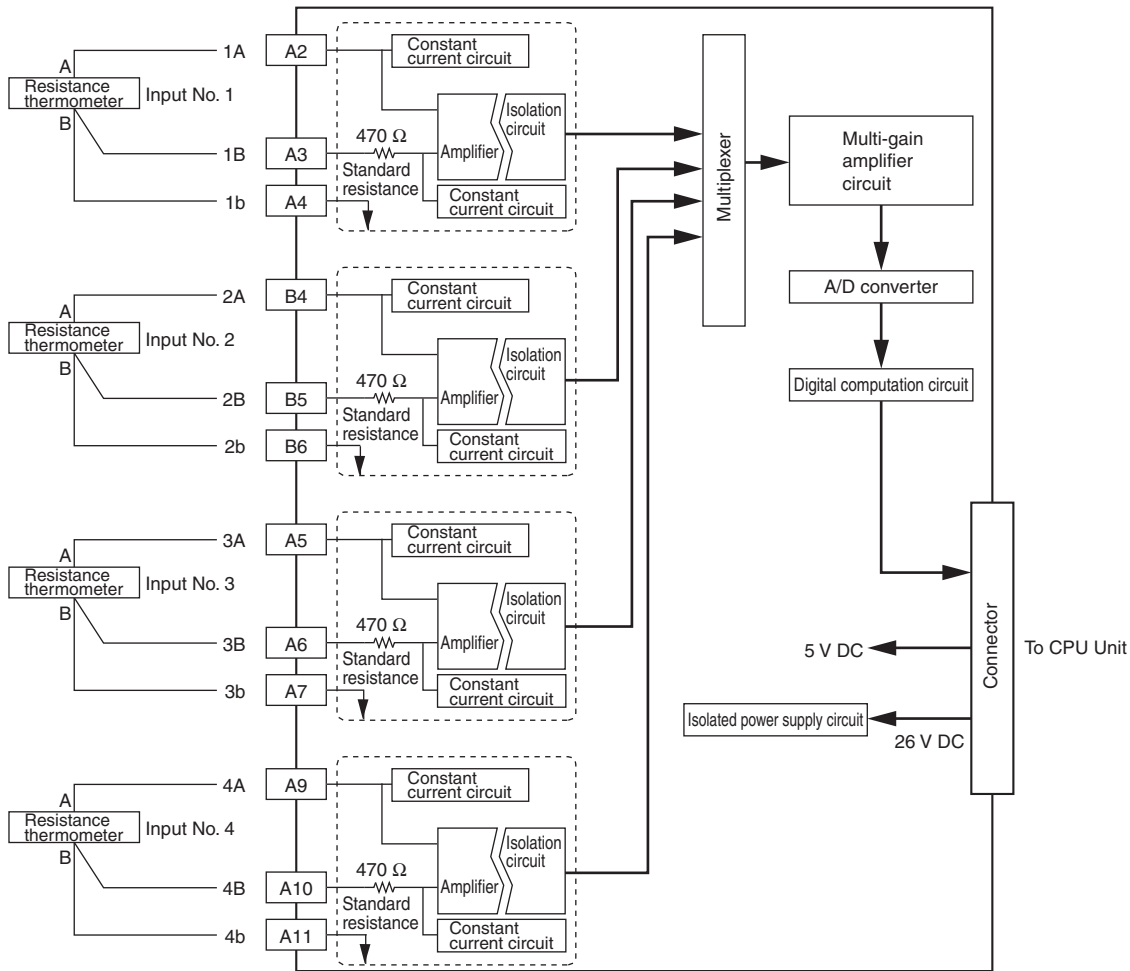 1A
A2
A
Resistance
thermometer
Input No. 1
B
1B
A3
1b
A4
Constant
current circuit
470 Ω
Standard
resistance
Amplifier
Isolation
circuit
Constant
current circuit
2A
B4
A
Resistance
thermometer
Input No. 2
B
2B
B5
2b
B6
Constant
current circuit
470 Ω
Standard
resistance
Amplifier
Isolation
circuit
Constant
current circuit
3A
A5
A
Resistance
thermometer
Input No. 3
B
3B
A6
3b
A7
Constant
current circuit
470 Ω
Standard
resistance
Amplifier
Isolation
circuit
Constant
current circuit
4A
A9
A
Resistance
thermometer
Input No. 4
B
4B
A10
4b
A11
Constant
current circuit
470 Ω
Standard
resistance
Amplifier
Isolation
circuit
Constant
current circuit
Multiplexer
Multi-gain
amplifier
circuit
A/D converter
Digital computation circuit
Connector
To CPU Unit
5 V DC
Isolated power supply circuit
26 V DC